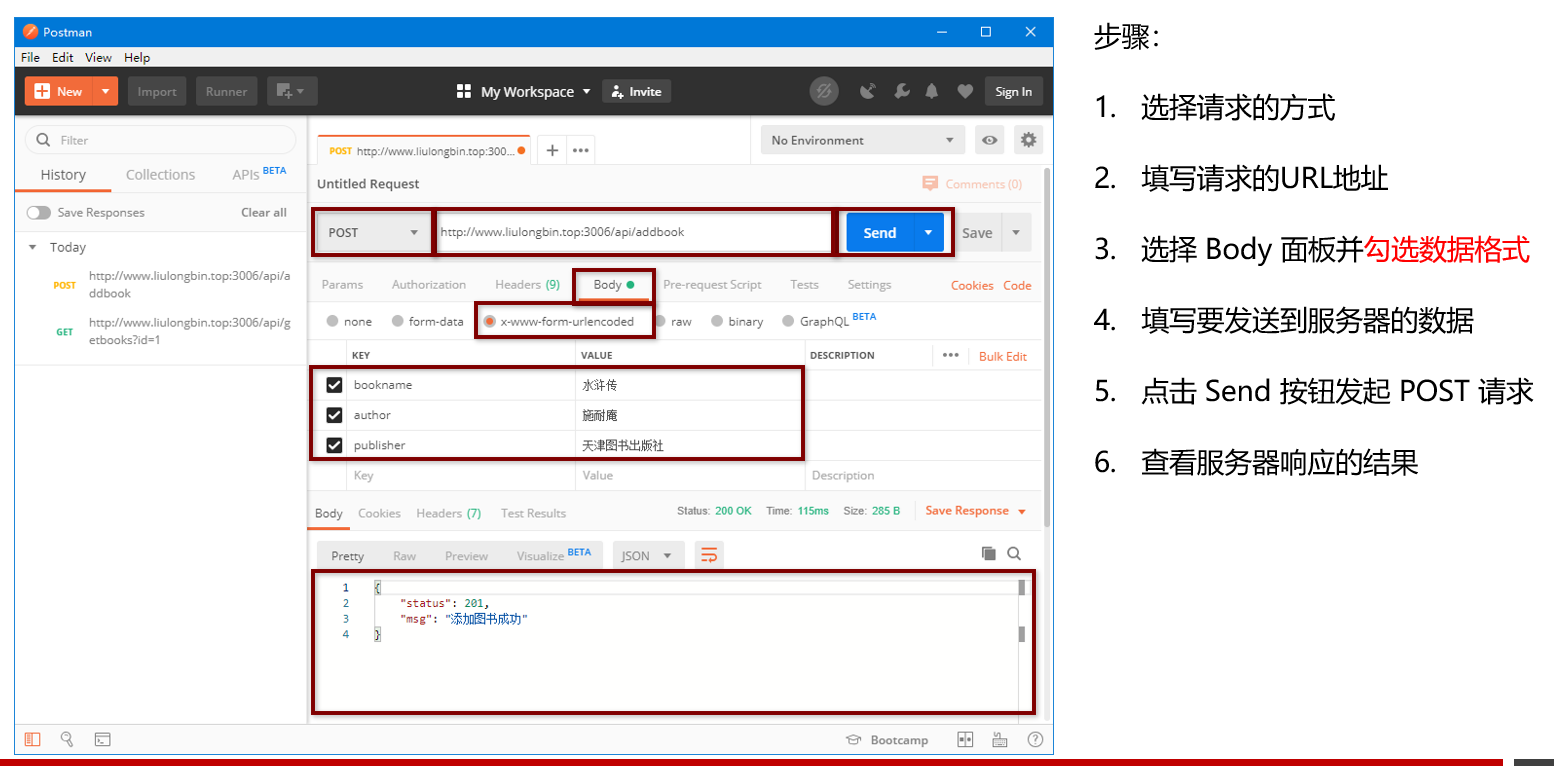 Postman
File Edit View Help
New Import Runner My Workspace Invite Sign In
Filter
History Collections APIs BETA
Save Responses Clear all
Today
POST http://www.liulongbin.top:3006/api/a
ddbook
GET http://www.liulongbin.top:3006/api/g
etbooks?id=1
POST http://www.liulongbin.top:300... + ••• No Environment
Untitled Request Comments (0)
POST http://www.liulongbin.top:3006/api/addbook Send Save
Params Authorization Headers (9) Body Pre-request Script Tests Settings Cookies Code
none form-data x-www-form-urlencoded raw binary GraphQL BETA
KEY VALUE DESCRIPTION ••• Bulk Edit
bookname 水浒传
author 施耐庵
publisher 天津图书出版社
Key Value Description
Body Cookies Headers (7) Test Results Status: 200 OK Time: 115ms Size: 285 B Save Response
Pretty Raw Preview Visualize BETA JSON
1 {
2 "status": 201,
3 "msg": "添加图书成功"
4 }
Bootcamp
步骤：
1. 选择请求的方式
2. 填写请求的URL地址
3. 选择 Body 面板并勾选数据格式
4. 填写要发送到服务器的数据
5. 点击 Send 按钮发起 POST 请求
6. 查看服务器响应的结果